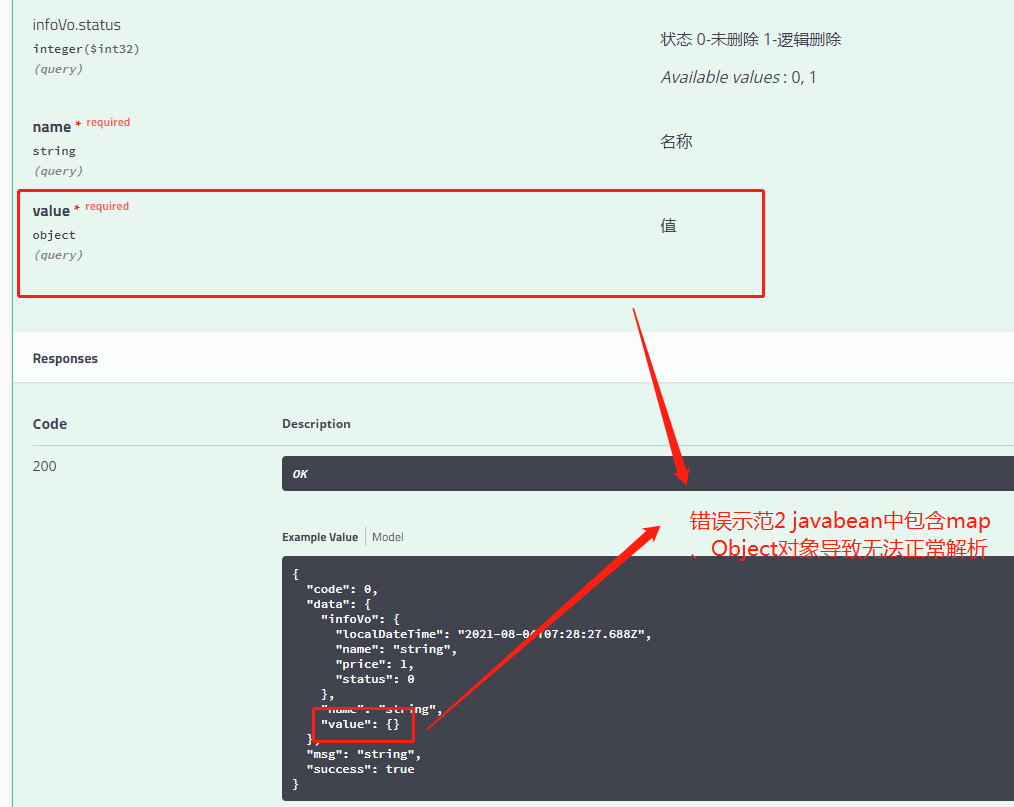 infoVo.status
integer($int32)
(query)
状态 0-未删除 1-逻辑删除
Available values : 0, 1
name * required
string
(query)
名称
value * required
object
(query)
值
Responses
Code
Description
200
OK
错误示范2 javabean中包含map
、Object对象导致无法正常解析
Example Value
Model
{
"code": 0,
"data": {
"infoVo": {
"localDateTime": "2021-08-04T07:28:27.688Z",
"name": "string",
"price": 1,
"status": 0
},
"name": "string",
"value": {}
},
"msg": "string",
"success": true
}